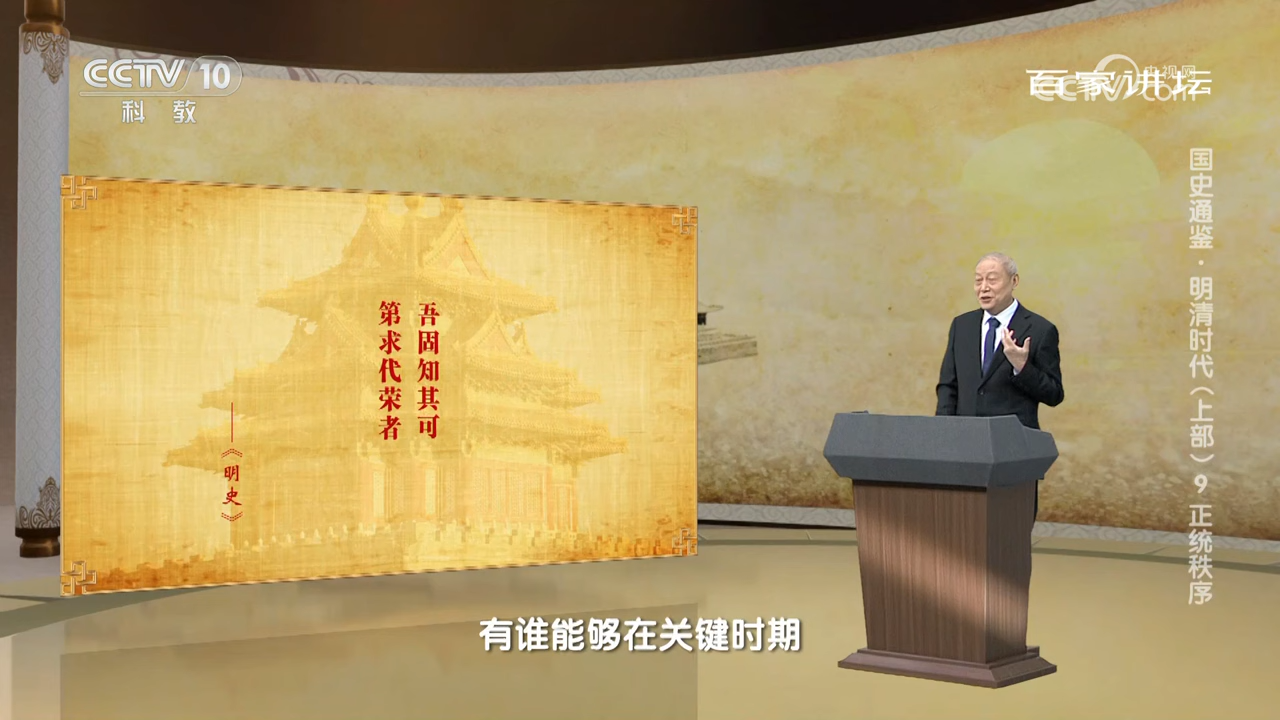 CCTV 10
科教
央视网
CCTV.com
百家讲坛
国史通鉴·明清时代(上部)9 正统秩序
吾固知其可
第求代荣者
——《明史》
有谁能够在关键时期